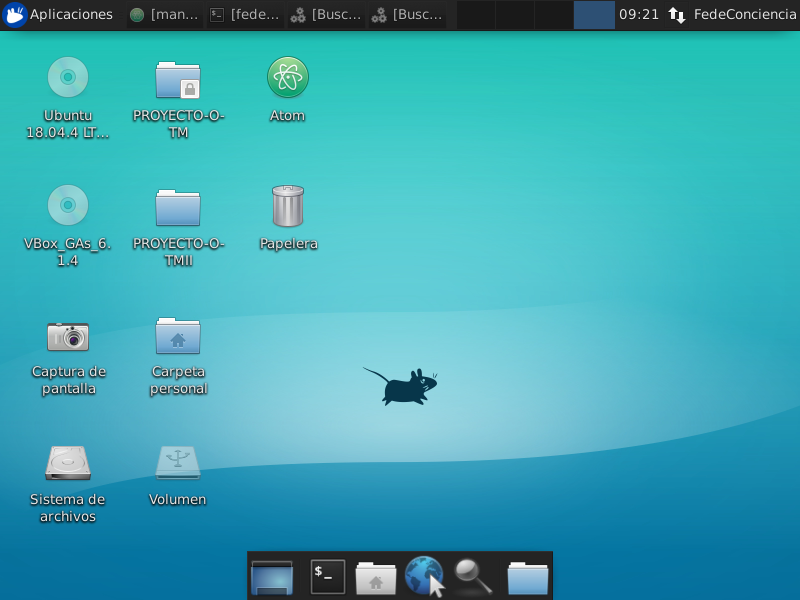 Aplicaciones [man... [fede... [Busc... [Busc... 09:21 FedeConciencia
Ubuntu
18.04.4 LT...
PROYECTO-O-
TM
Atom
VBox_GAs_6.
1.4
PROYECTO-O-
TMII
Papelera
Captura de
pantalla
Carpeta
personal
Sistema de
archivos
Volumen
$_
$_